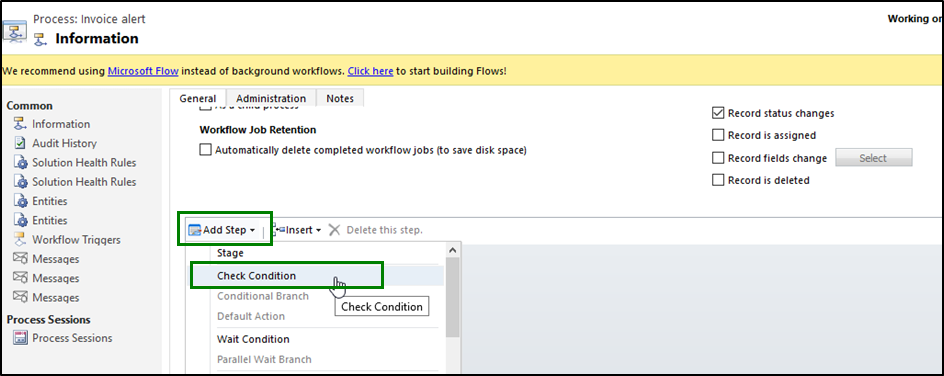 Process: Invoice alert
Information
Working on
We recommend using Microsoft Flow instead of background workflows. Click here to start building Flows!
Common
Information
Audit History
Solution Health Rules
Solution Health Rules
Entities
Entities
Workflow Triggers
Messages
Messages
Messages
Process Sessions
Process Sessions
General Administration Notes
As a child process
Workflow Job Retention
Automatically delete completed workflow jobs (to save disk space)
Record status changes
Record is assigned
Record fields change Select
Record is deleted
Add Step Insert Delete this step.
Stage
Check Condition
Conditional Branch
Check Condition
Default Action
Wait Condition
Parallel Wait Branch